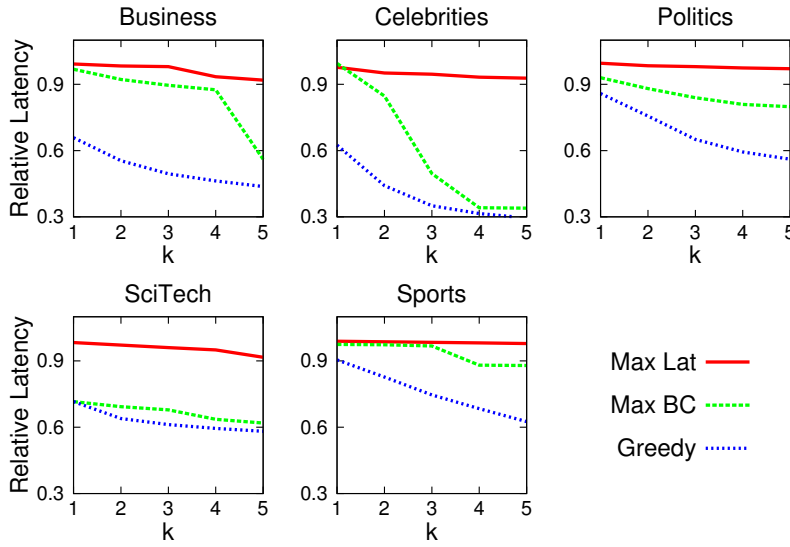 Business
Celebrities
Politics
Relative Latency
0.9
0.6
0.3
1 2 3 4 5
k
0.9
0.6
0.3
1 2 3 4 5
k
0.9
0.6
0.3
1 2 3 4 5
k
SciTech
Sports
Relative Latency
0.9
0.6
0.3
1 2 3 4 5
k
0.9
0.6
0.3
1 2 3 4 5
k
Max Lat
Max BC
Greedy